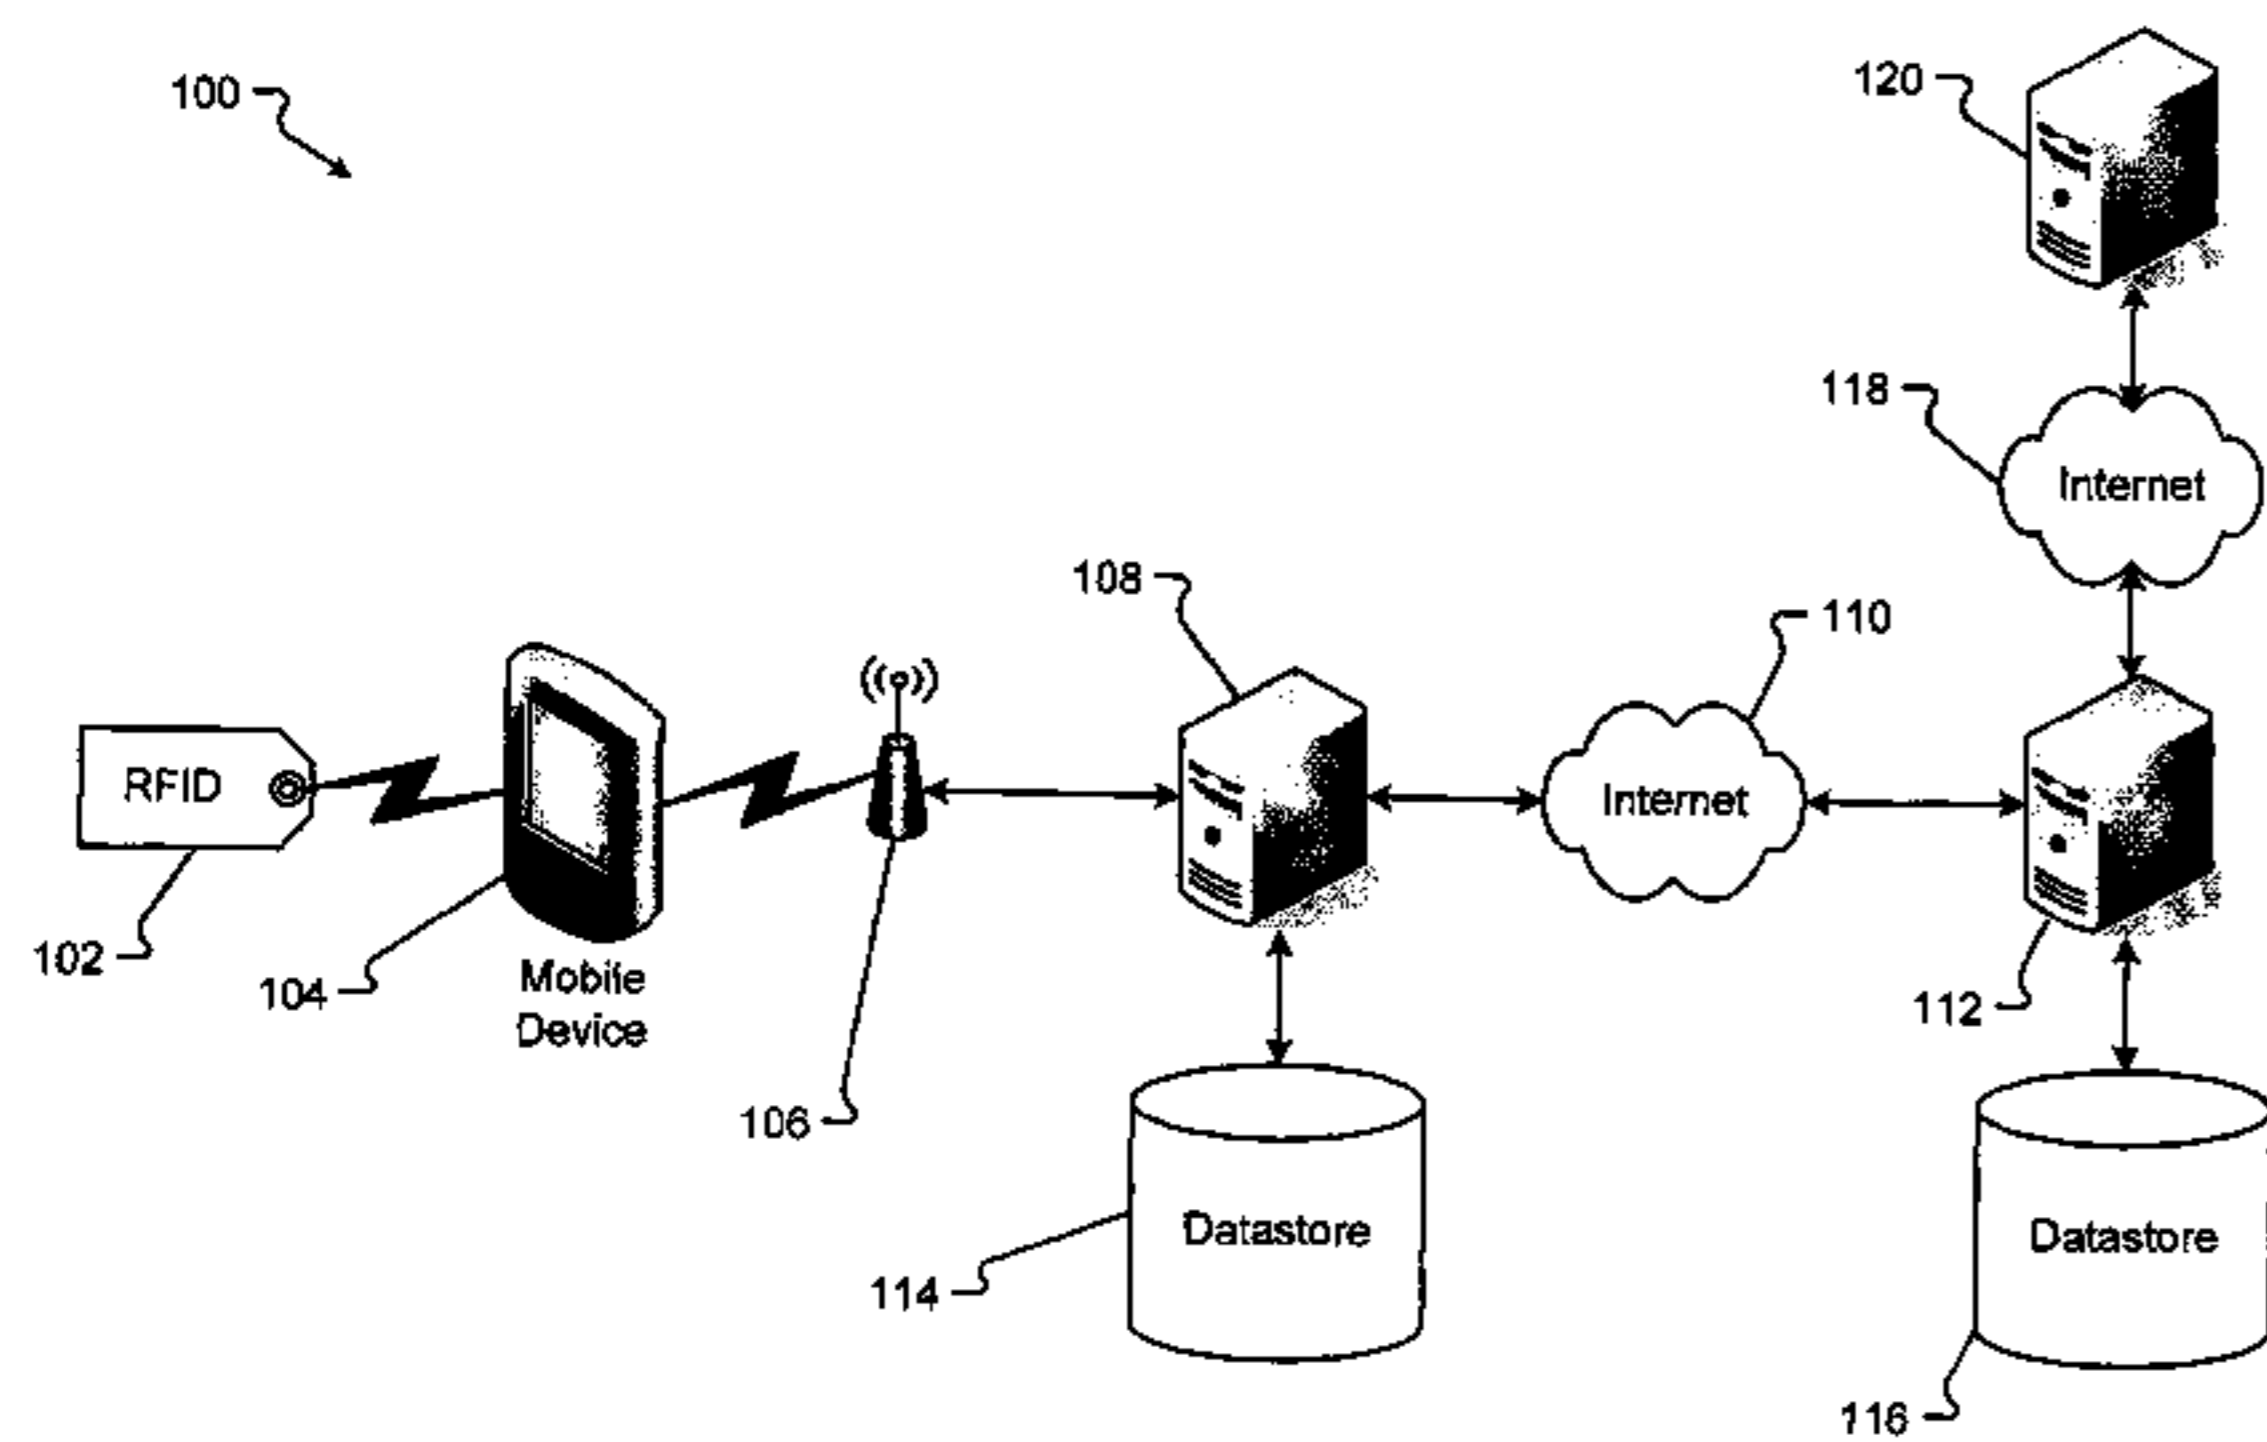 100
120
118
Internet
108
110
RFID
Internet
102
104
Mobile
Device
112
106
Datastore
Datastore
114
116